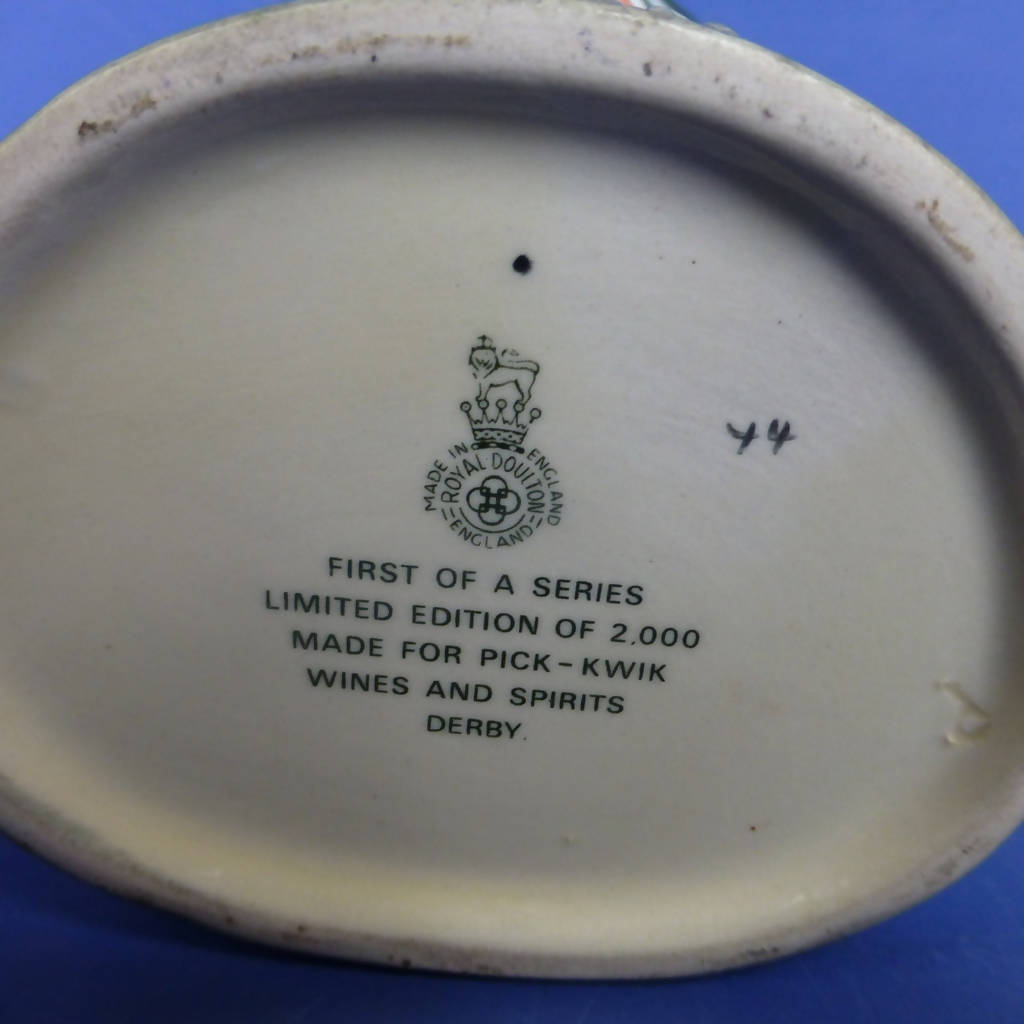 MADE IN ENGLAND
ROYAL DOULTON
ENGLAND
FIRST OF A SERIES
LIMITED EDITION OF 2,000
MADE FOR PICK-KWIK
WINES AND SPIRITS
DERBY.